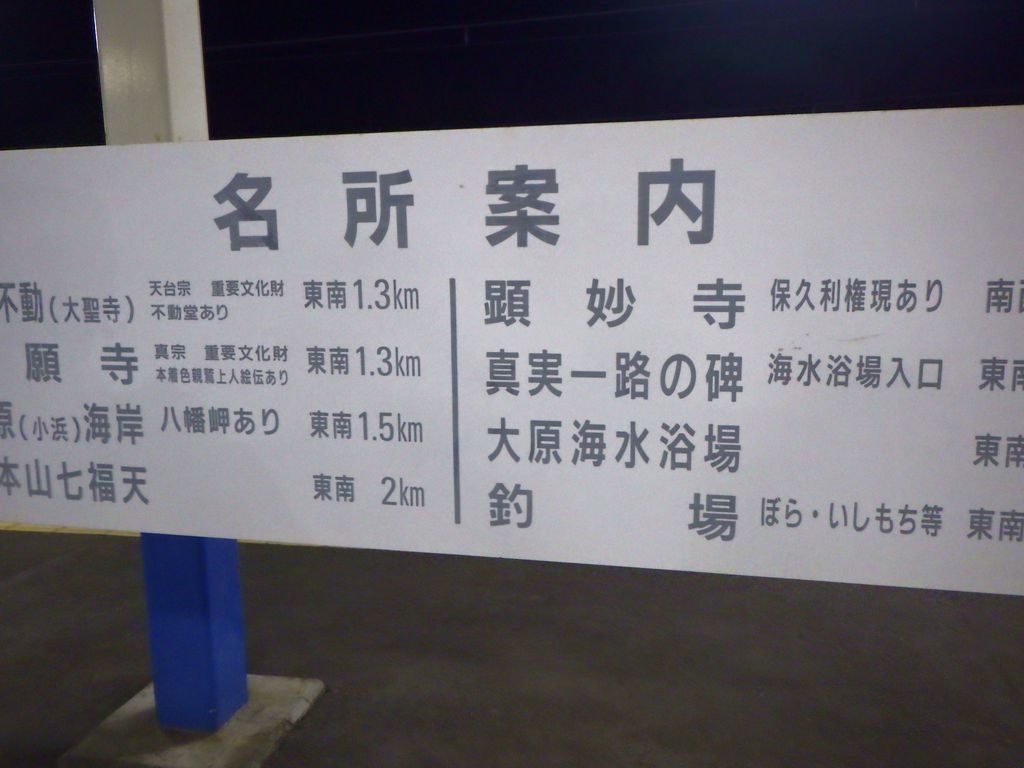 名所案内
不動(大聖寺) 天台宗 重要文化財 不動堂あり 東南1.3km
願寺 真宗 重要文化財 本着色親鸞上人絵伝あり 東南1.3km
原(小浜)海岸 八幡岬あり 東南1.5km
本山七福天 東南 2km
顕妙寺 保久利権現あり 南西
真実一路の碑 海水浴場入口 東南
大原海水浴場 東南
釣場 ぼら・いしもち等 東南